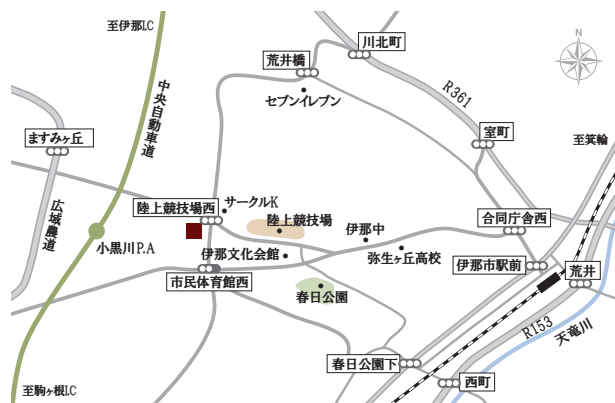 至伊那I.C
川北町
荒井橋
N
中央自動車道
セブンイレブン
R361
ますみヶ丘
室町
至箕輪
サークルK
陸上競技場西
陸上競技場
広域農道
伊那中
合同庁舎西
小黒川P.A
伊那文化会館
弥生ヶ丘高校
伊那市駅前
市民体育館西
荒井
春日公園
R153
天竜川
春日公園下
西町
至駒ヶ根I.C